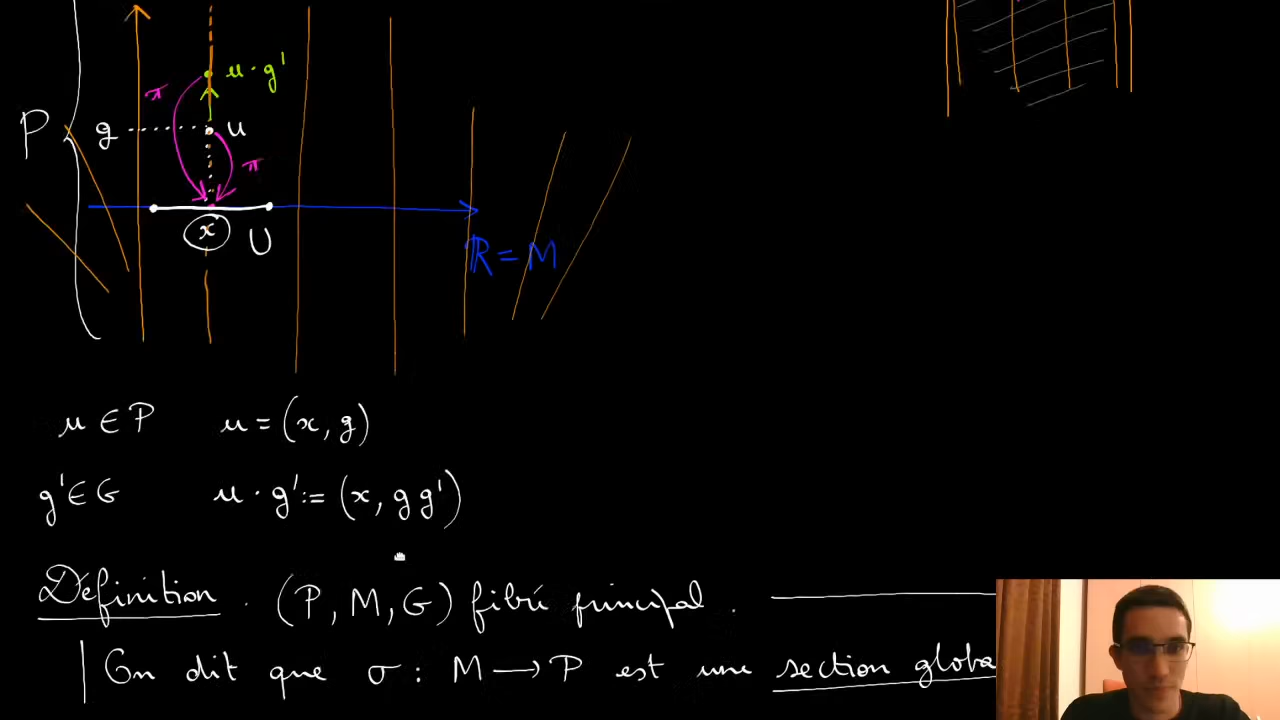 u · g'
π
P
g
u
π
x
U
ℝ = M
u ∈ P u = (x, g)
g' ∈ G u · g' := (x, g g')
Définition . (P, M, G) fibré principal .
On dit que σ : M → P est une section globa